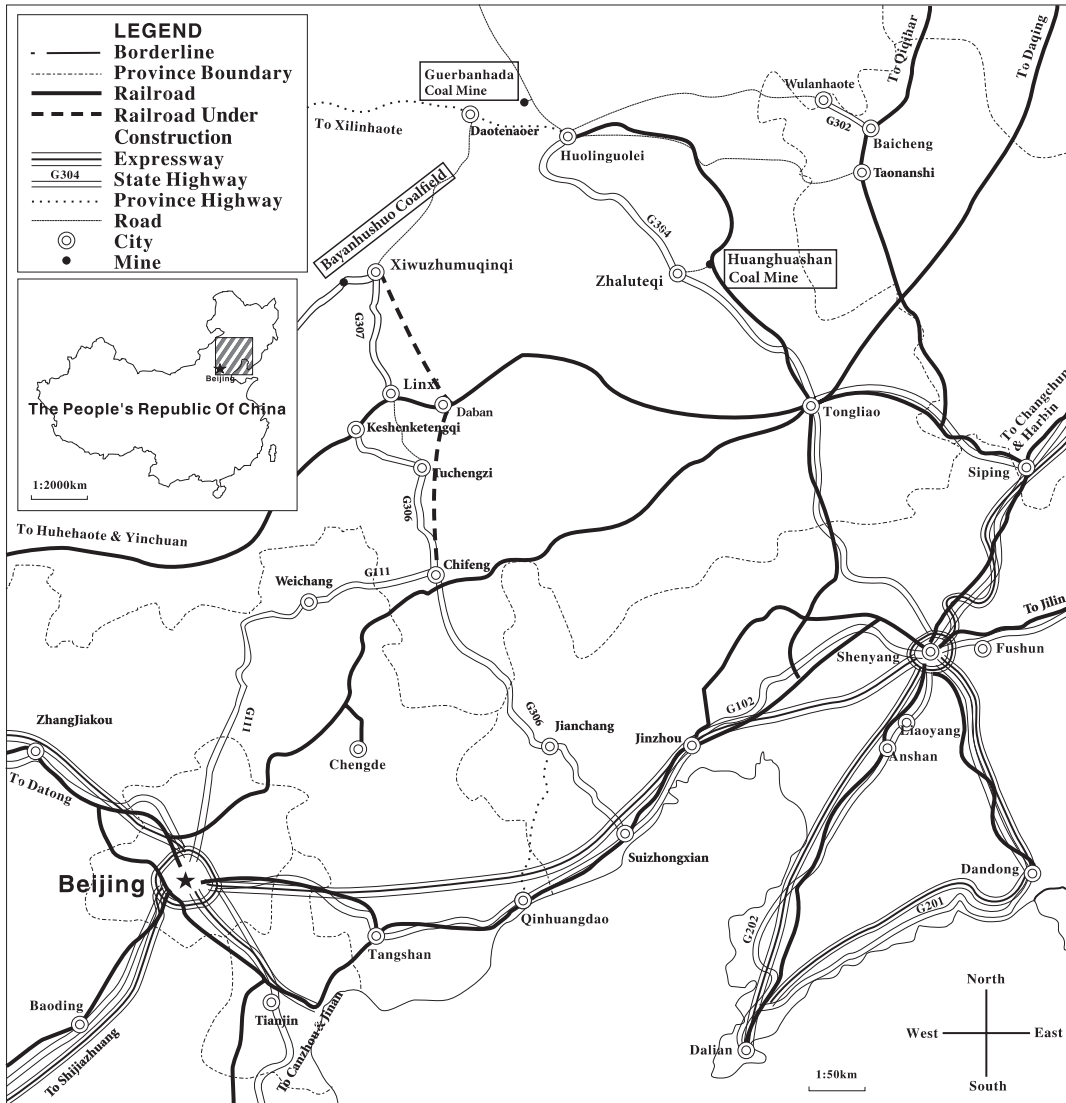 LEGEND
Borderline
Province Boundary
Railroad
Railroad Under
Construction
Expressway
G304
State Highway
Province Highway
Road
City
Mine
Beijing
The People's Republic Of China
1:2000km
Guerbanhada
Coal Mine
To Xilinhaote
Daotenaoer
Huolinguolei
Wulanhaote
G302
To Qiqihar
To Daqing
Baicheng
Taonanshi
Bayanhushuo Coalfield
Xiwuzhumuqinqi
G304
Zhaluteqi
Huanghuashan
Coal Mine
G307
Linxi
Daban
Keshenketengqi
Tuchengzi
Tongliao
To Changchun
& Harbin
Siping
G306
To Huhehaote & Yinchuan
Chifeng
G111
Weichang
To Jilin
Shenyang
Fushun
G111
ZhangJiakou
G306
Jianchang
G102
Jinzhou
Liaoyang
Anshan
Chengde
To Datong
Suizhongxian
Dandong
Beijing
G201
Qinhuangdao
G202
Tangshan
Baoding
Tianjin
To Shijiazhuang
To Canzhou & Jinan
Dalian
North
West
East
South
1:50km